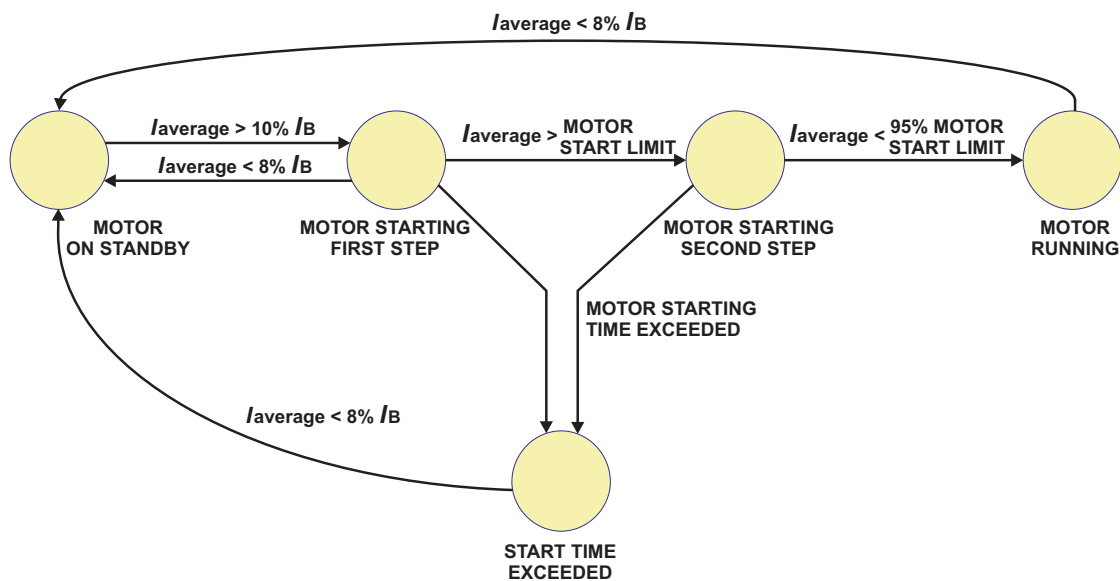 Iaverage < 8% IB
Iaverage > 10% IB
Iaverage < 8% IB
Iaverage > MOTOR
START LIMIT
Iaverage < 95% MOTOR
START LIMIT
MOTOR
ON STANDBY
MOTOR STARTING
FIRST STEP
MOTOR STARTING
SECOND STEP
MOTOR
RUNNING
MOTOR STARTING
TIME EXCEEDED
Iaverage < 8% IB
START TIME
EXCEEDED